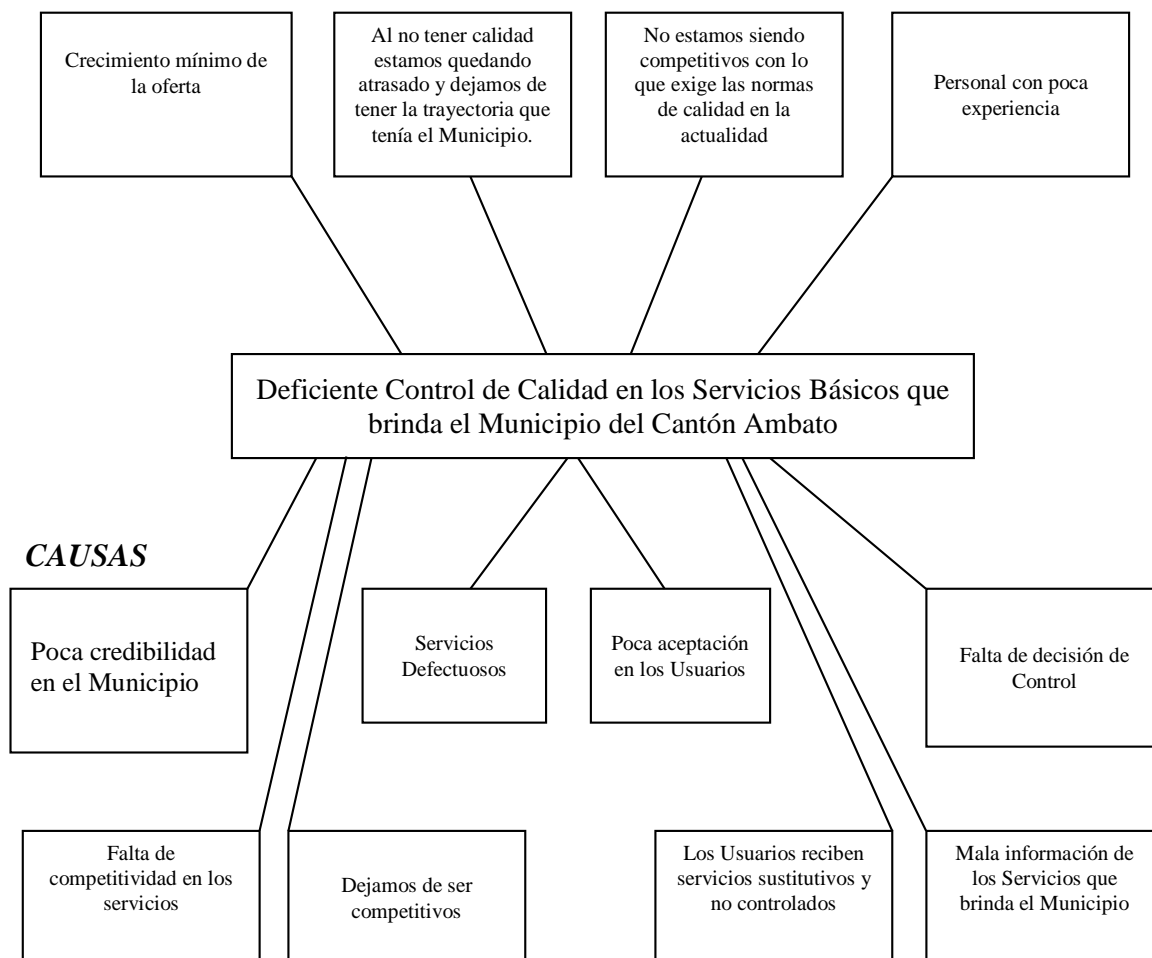 Crecimiento mínimo de
la oferta
Al no tener calidad
estamos quedando
atrasado y dejamos de
tener la trayectoria que
tenía el Municipio.
No estamos siendo
competitivos con lo
que exige las normas
de calidad en la
actualidad
Personal con poca
experiencia
Deficiente Control de Calidad en los Servicios Básicos que
brinda el Municipio del Cantón Ambato
CAUSAS
Poca credibilidad
en el Municipio
Servicios
Defectuosos
Poca aceptación
en los Usuarios
Falta de decisión de
Control
Falta de
competitividad en los
servicios
Dejamos de ser
competitivos
Los Usuarios reciben
servicios sustitutivos y
no controlados
Mala información de
los Servicios que
brinda el Municipio